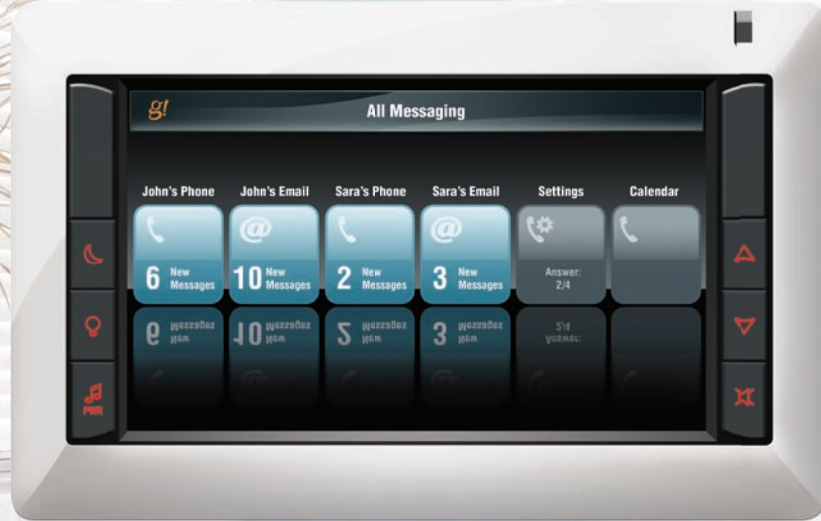 g!
All Messaging
John's Phone
John's Email
Sara's Phone
Sara's Email
Settings
Calendar
6 New Messages
10 New Messages
2 New Messages
3 New Messages
Answer:
2/4
PWR